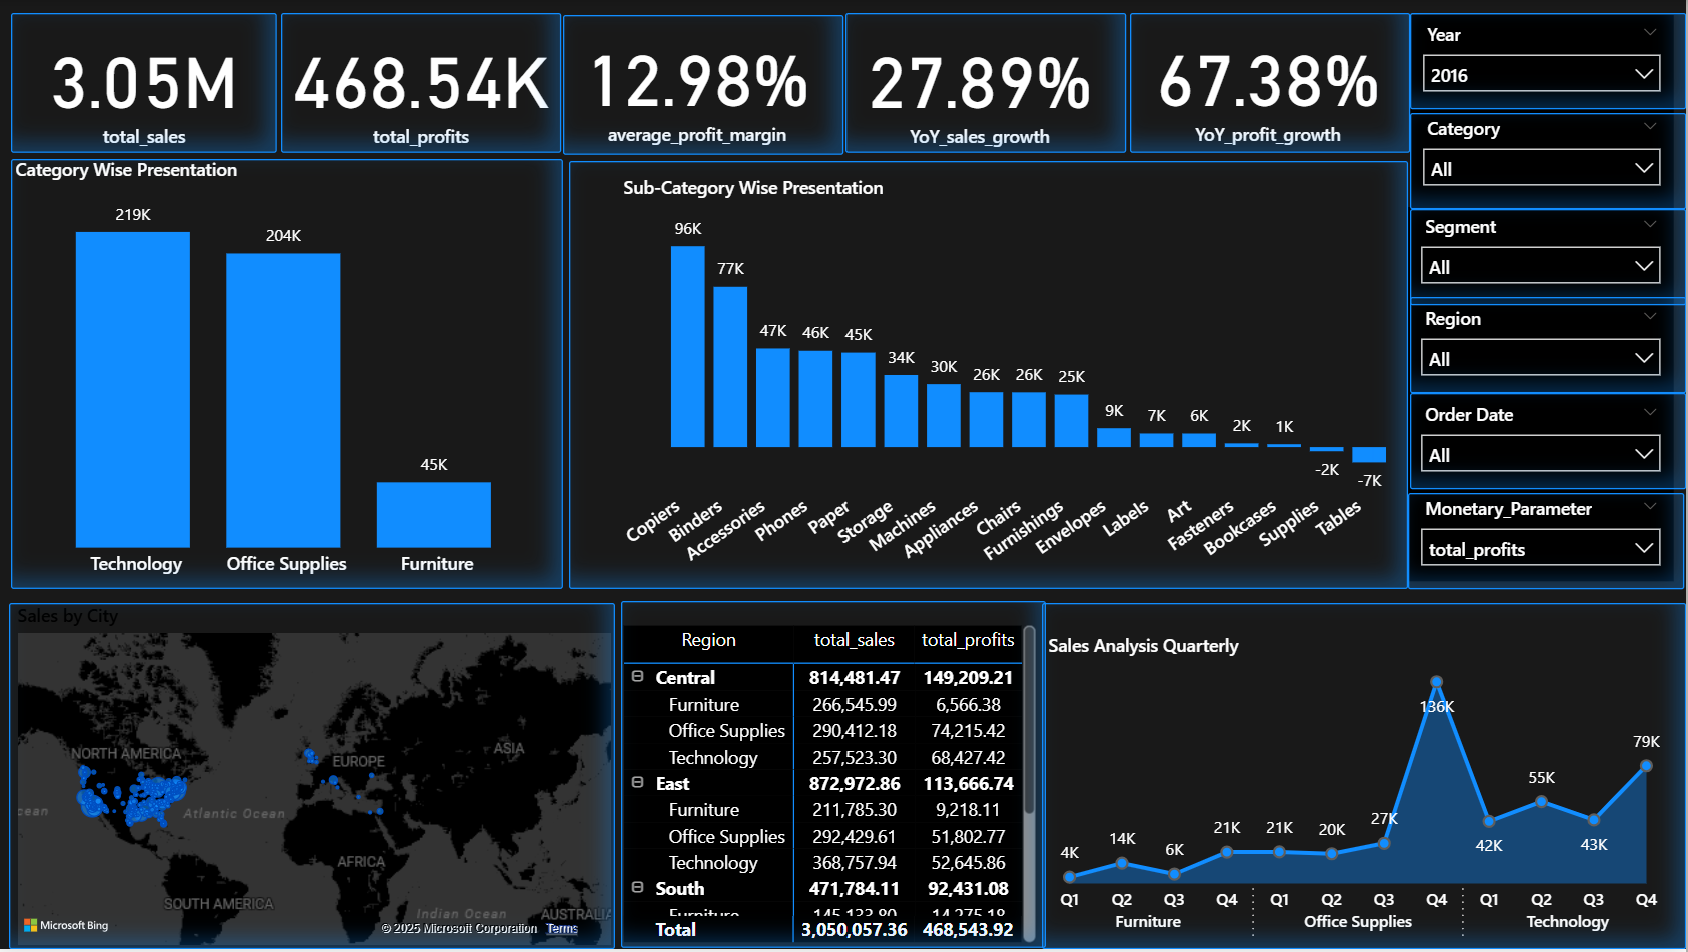 3.05M
total_sales
468.54K
total_profits
12.98%
average_profit_margin
27.89%
YoY_sales_growth
67.38%
YoY_profit_growth
Year
2016
Category
All
Segment
All
Region
All
Order Date
All
Monetary_Parameter
total_profits
Category Wise Presentation
219K
204K
45K
Technology
Office Supplies
Furniture
Sub-Category Wise Presentation
96K
77K
47K
46K
45K
34K
30K
26K
26K
25K
9K
7K
6K
2K
1K
-2K
-7K
Copiers
Binders
Accessories
Phones
Paper
Storage
Machines
Appliances
Chairs
Furnishings
Envelopes
Labels
Art
Fasteners
Bookcases
Supplies
Tables
Sales by City
NORTH AMERICA
EUROPE
ASIA
cean
Atlantic Ocean
AFRICA
SOUTH AMERICA
Indian Ocean
AUSTRALIA
Microsoft Bing
© 2025 Microsoft Corporation Terms
Region total_sales total_profits
Central 814,481.47 149,209.21
Furniture 266,545.99 6,566.38
Office Supplies 290,412.18 74,215.42
Technology 257,523.30 68,427.42
East 872,972.86 113,666.74
Furniture 211,785.30 9,218.11
Office Supplies 292,429.61 51,802.77
Technology 368,757.94 52,645.86
South 471,784.11 92,431.08
Furniture 145,133.80 14,275.18
Total 3,050,057.36 468,543.92
Sales Analysis Quarterly
4K
14K
6K
21K
21K
20K
27K
136K
42K
55K
43K
79K
Q1 Q2 Q3 Q4 Q1 Q2 Q3 Q4 Q1 Q2 Q3 Q4
Furniture Office Supplies Technology